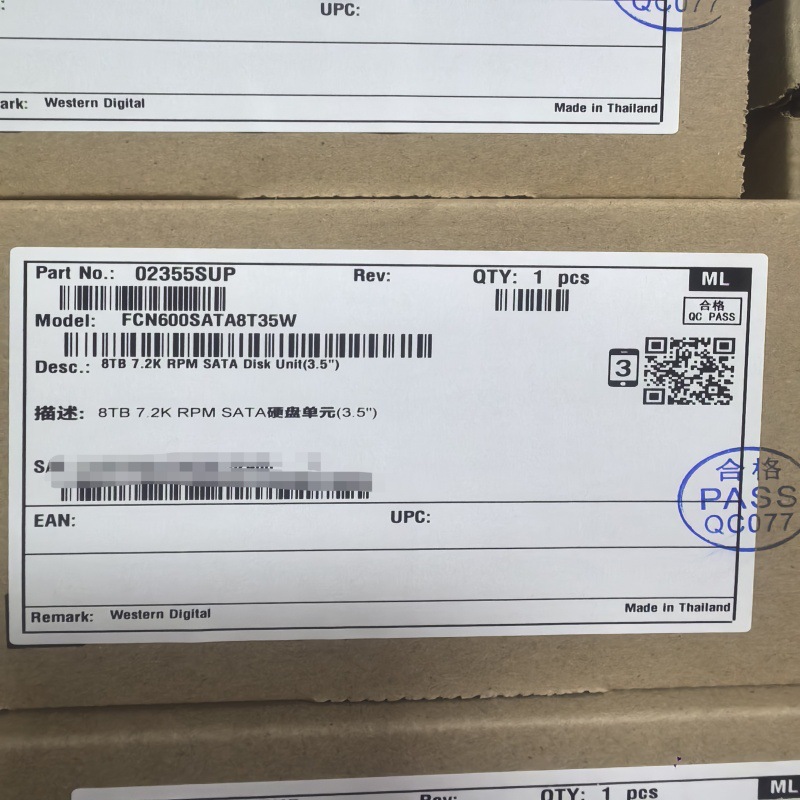 UPC:
QC077
ark: Western Digital
Made in Thailand
Part No.: 02355SUP Rev: QTY: 1 pcs ML
合格
QC PASS
Model: FCN600SATA8T35W
Desc.: 8TB 7.2K RPM SATA Disk Unit(3.5")
3
描述: 8TB 7.2K RPM SATA硬盘单元(3.5")
合格
PASS
QC077
EAN: UPC:
Remark: Western Digital Made in Thailand
Rev: QTY: 1 pcs ML